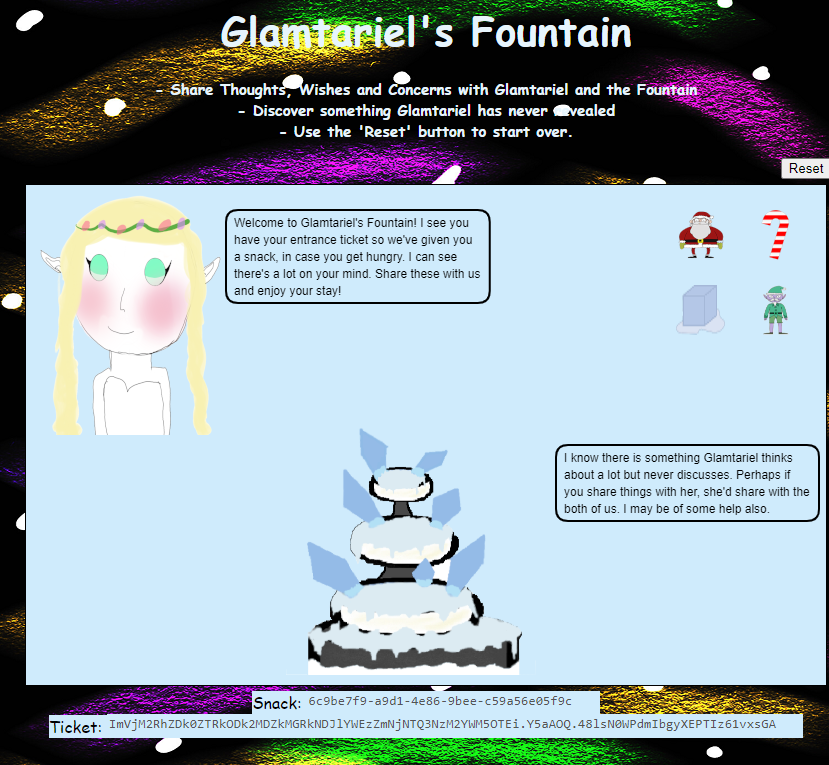 Glamtariel's Fountain
- Share Thoughts, Wishes and Concerns with Glamtariel and the Fountain
- Discover something Glamtariel has never revealed
- Use the 'Reset' button to start over.
Reset
Welcome to Glamtariel's Fountain! I see you
have your entrance ticket so we've given you
a snack, in case you get hungry. I can see
there's a lot on your mind. Share these with us
and enjoy your stay!
I know there is something Glamtariel thinks
about a lot but never discusses. Perhaps if
you share things with her, she'd share with the
both of us. I may be of some help also.
Snack: 6c9be7f9-a9d1-4e86-9bee-c59a56e05f9c
Ticket: ImVjM2RhZDk0ZTRkODk2MDZkMGRkNDJlYWEzZmNjNTQ3NzM2YWM5OTEi.Y5aAOQ.48lsN0WPdmIbgyXEPTIz61vxsGA